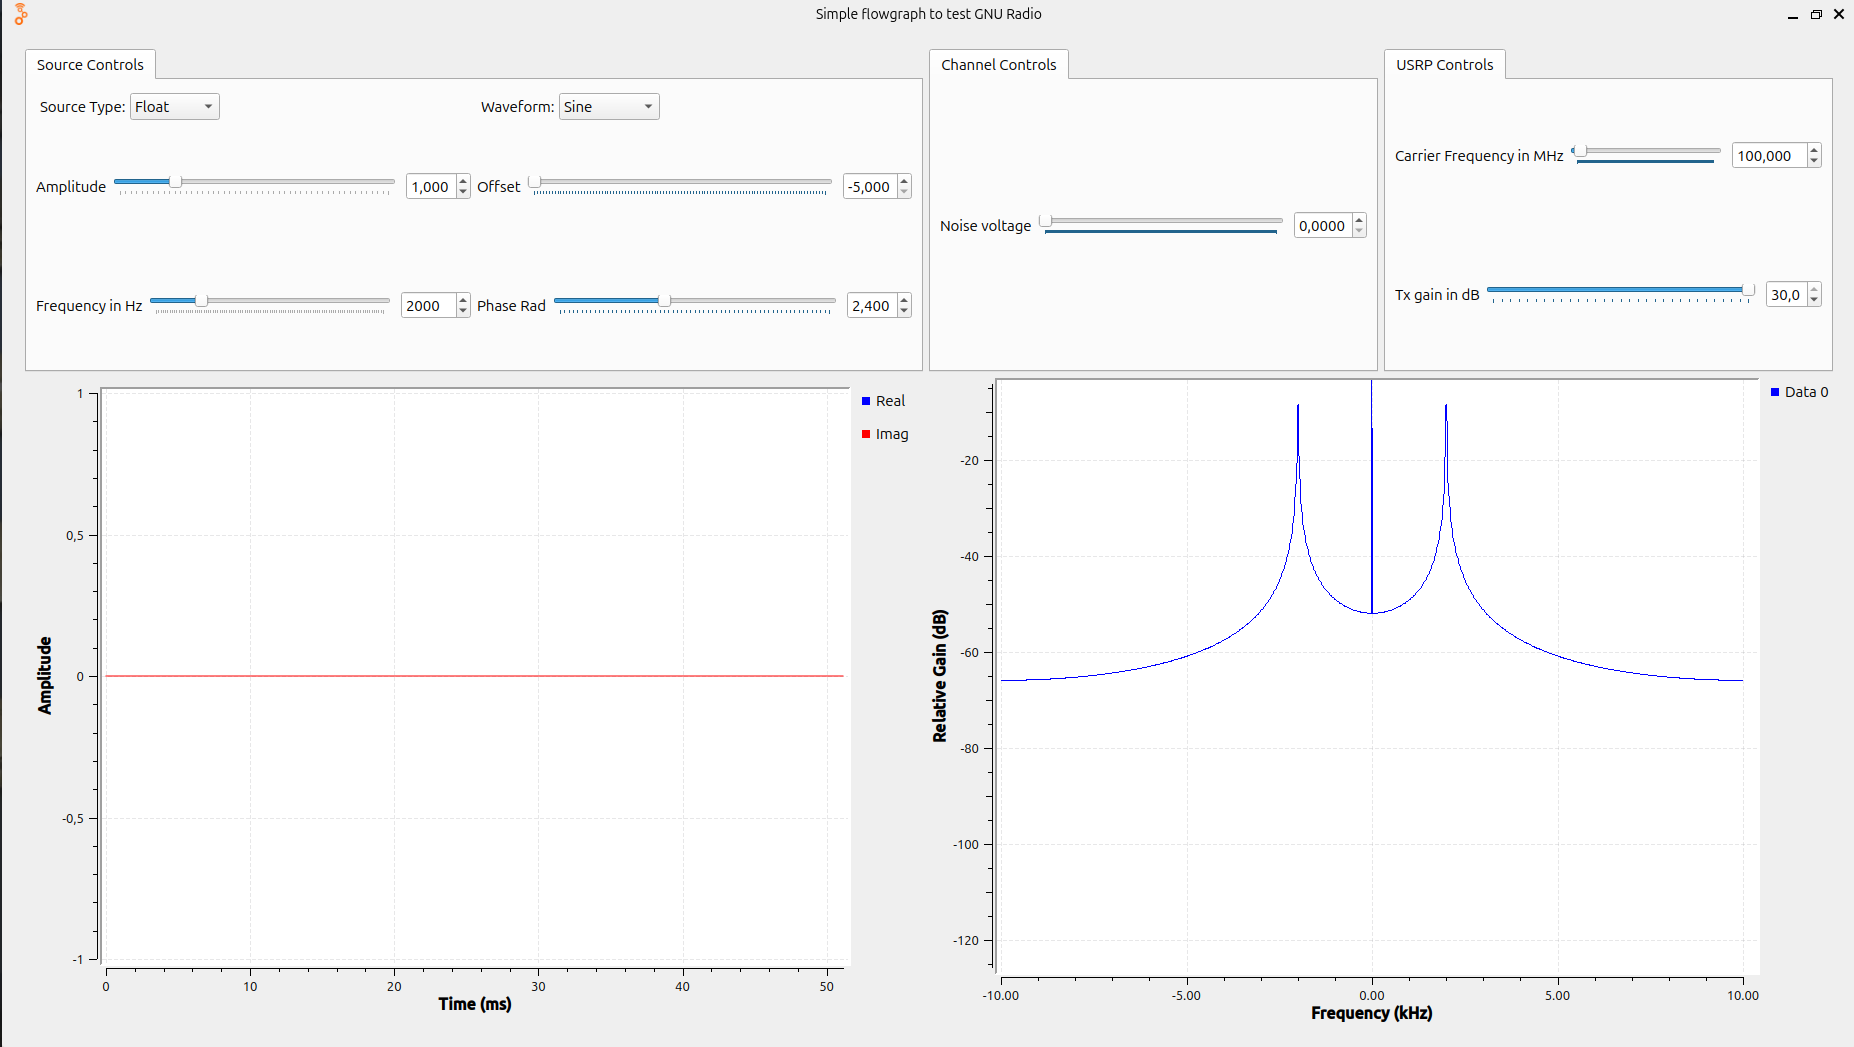 Simple flowgraph to test GNU Radio
Source Controls
Source Type: Float
Waveform: Sine
Amplitude 1,000
Offset -5,000
Frequency in Hz 2000
Phase Rad 2,400
Channel Controls
Noise voltage 0,0000
USRP Controls
Carrier Frequency in MHz 100,000
Tx gain in dB 30,0
1
0,5
0
-0,5
-1
Amplitude
0 10 20 30 40 50
Time (ms)
Real
Imag
-20
-40
-60
-80
-100
-120
Relative Gain (dB)
-10.00 -5.00 0.00 5.00 10.00
Frequency (kHz)
Data 0